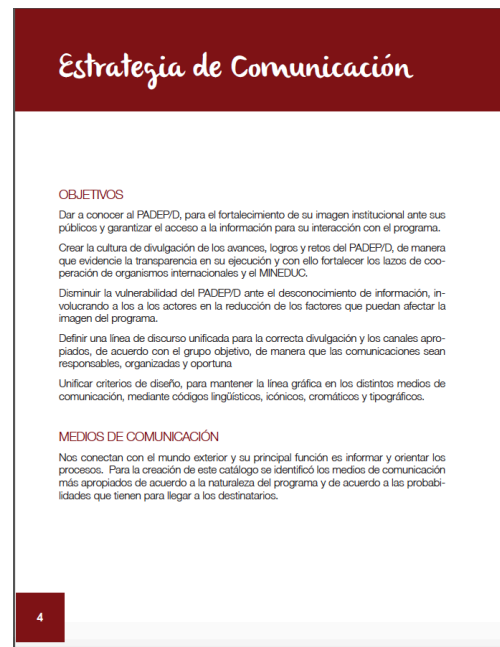 Estrategia de Comunicación
OBJETIVOS
Dar a conocer al PADEP/D, para el fortalecimiento de su imagen institucional ante sus
públicos y garantizar el acceso a la información para su interacción con el programa.
Crear la cultura de divulgación de los avances, logros y retos del PADEP/D, de manera
que evidencie la transparencia en su ejecución y con ello fortalecer los lazos de coo-
peración de organismos internacionales y el MINEDUC.
Disminuir la vulnerabilidad del PADEP/D ante el desconocimiento de información, in-
volucrando a los a los actores en la reducción de los factores que puedan afectar la
imagen del programa.
Definir una línea de discurso unificada para la correcta divulgación y los canales apro-
piados, de acuerdo con el grupo objetivo, de manera que las comunicaciones sean
responsables, organizadas y oportuna
Unificar criterios de diseño, para mantener la línea gráfica en los distintos medios de
comunicación, mediante códigos lingüísticos, icónicos, cromáticos y tipográficos.
MEDIOS DE COMUNICACIÓN
Nos conectan con el mundo exterior y su principal función es informar y orientar los
procesos. Para la creación de este catálogo se identificó los medios de comunicación
más apropiados de acuerdo a la naturaleza del programa y de acuerdo a las probabi-
lidades que tienen para llegar a los destinatarios.
4